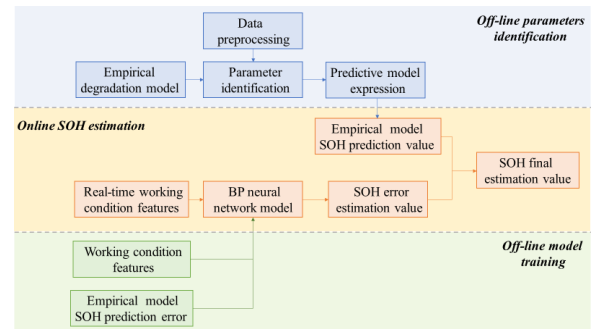 Off-line parameters
identification
Data
preprocessing
Empirical
degradation model
Parameter
identification
Predictive model
expression
Online SOH estimation
Empirical model
SOH prediction value
SOH final
estimation value
Real-time working
condition features
BP neural
network model
SOH error
estimation value
Off-line model
training
Working condition
features
Empirical model
SOH prediction error